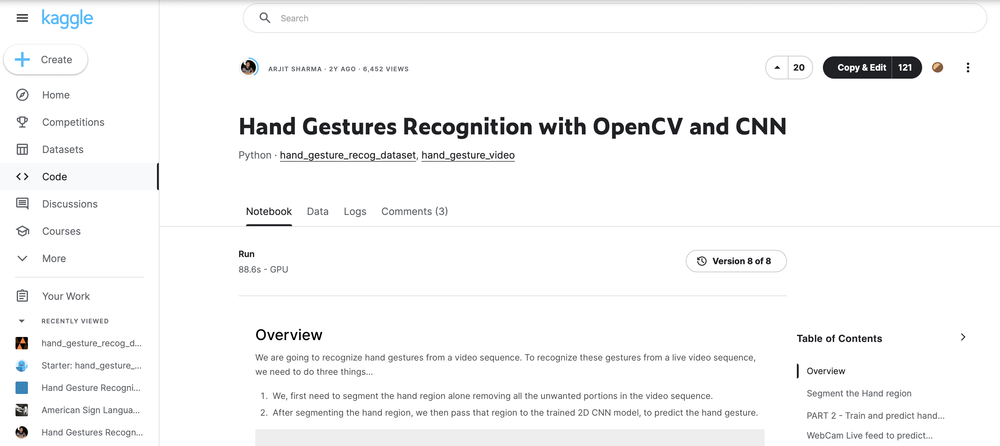 kaggle
Search
Create
Home
Competitions
Datasets
Code
Discussions
Courses
More
Your Work
RECENTLY VIEWED
hand_gesture_recog_d...
Starter: hand_gesture_...
Hand Gesture Recogni...
American Sign Langua...
Hand Gestures Recogn...
ARJIT SHARMA · 2Y AGO · 6,452 VIEWS
20
Copy & Edit 121
Hand Gestures Recognition with OpenCV and CNN
Python · hand_gesture_recog_dataset, hand_gesture_video
Notebook Data Logs Comments (3)
Run
88.6s - GPU
Version 8 of 8
Overview
We are going to recognize hand gestures from a video sequence. To recognize these gestures from a live video sequence,
we need to do three things...
1. We, first need to segment the hand region alone removing all the unwanted portions in the video sequence.
2. After segmenting the hand region, we then pass that region to the trained 2D CNN model, to predict the hand gesture.
Table of Contents
Overview
Segment the Hand region
PART 2 - Train and predict hand...
WebCam Live feed to predict...